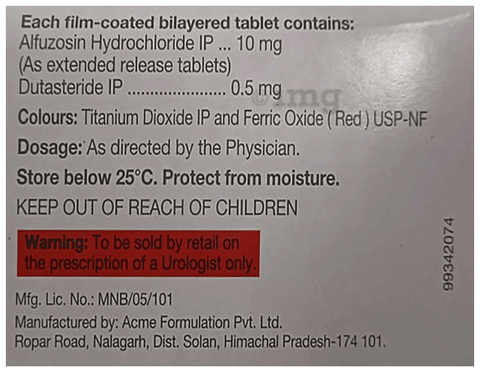 Each film-coated bilayered tablet contains:
Alfuzosin Hydrochloride IP ... 10 mg
(As extended release tablets)
Dutasteride IP ...................... 0.5 mg
1mg
Colours: Titanium Dioxide IP and Ferric Oxide ( Red ) USP-NF
Dosage: As directed by the Physician.
Store below 25°C. Protect from moisture.
KEEP OUT OF REACH OF CHILDREN
Warning: To be sold by retail on
the prescription of a Urologist only.
Mfg. Lic. No.: MNB/05/101
Manufactured by: Acme Formulation Pvt. Ltd.
Ropar Road, Nalagarh, Dist. Solan, Himachal Pradesh-174 101.
99342074